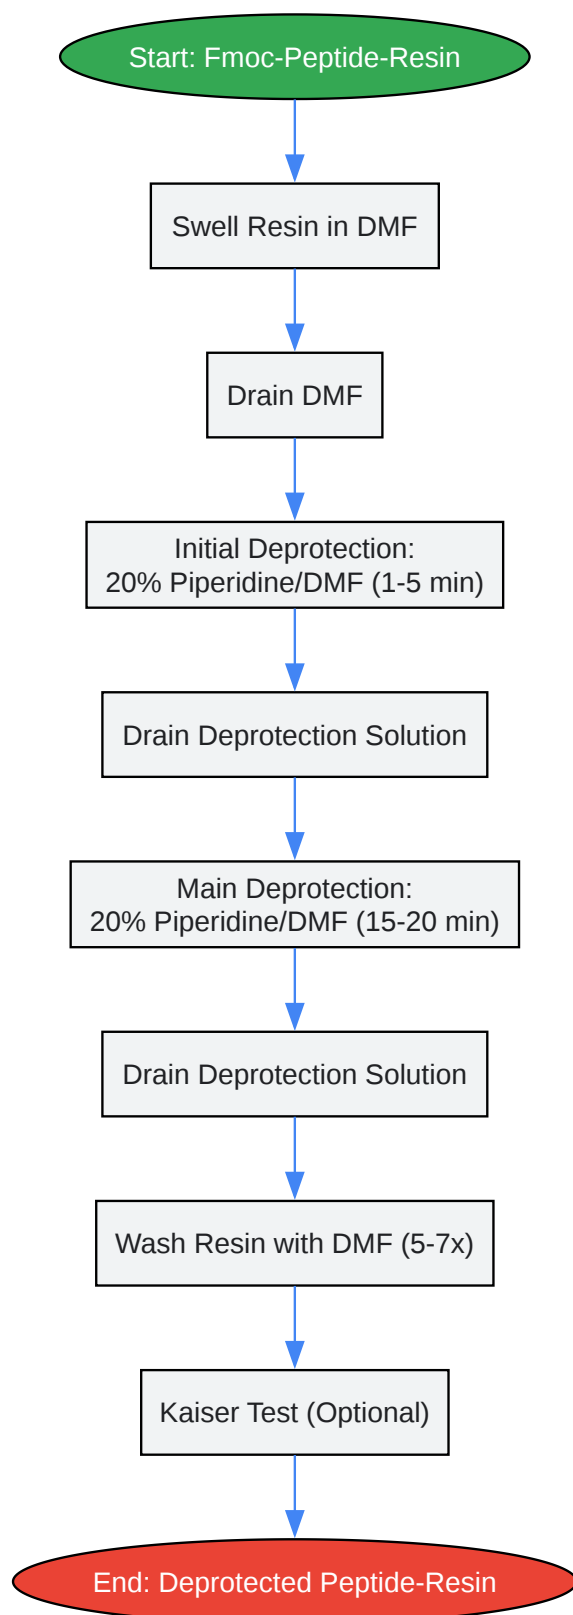 Start: Fmoc-Peptide-Resin
Swell Resin in DMF
Drain DMF
Initial Deprotection:
20% Piperidine/DMF (1-5 min)
Drain Deprotection Solution
Main Deprotection:
20% Piperidine/DMF (15-20 min)
Drain Deprotection Solution
Wash Resin with DMF (5-7x)
Kaiser Test (Optional)
End: Deprotected Peptide-Resin